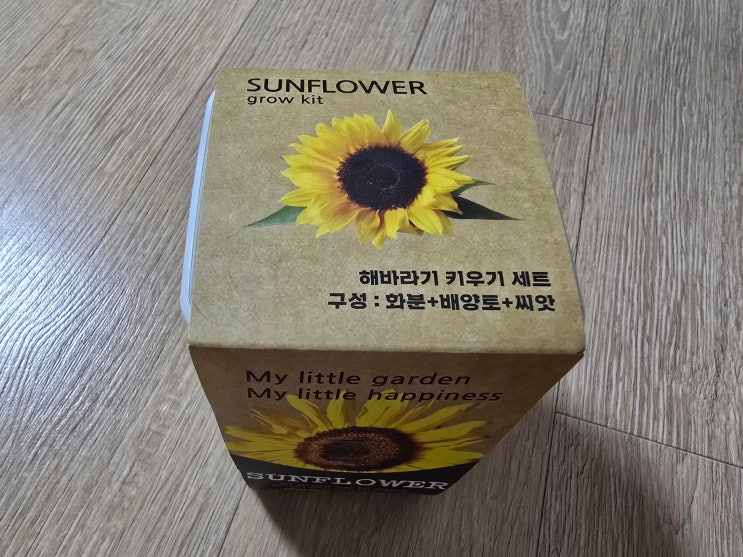 SUNFLOWER
grow kit
해바라기 키우기 세트
구성 : 화분+배양토+씨앗
My little garden
My little happiness
SUNFLOWER